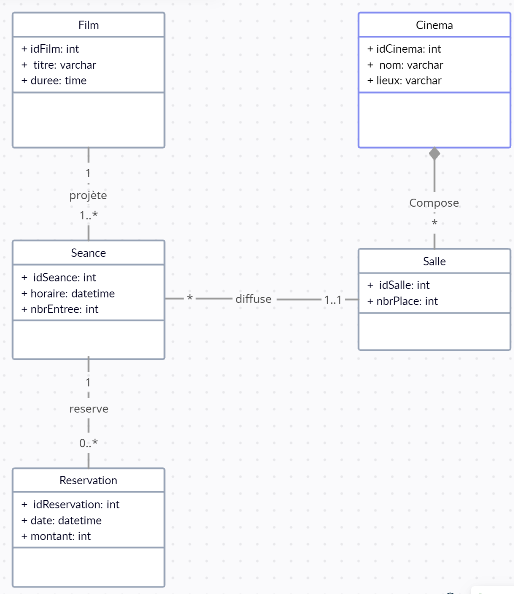 Film
+ idFilm: int
+ titre: varchar
+ duree: time
Cinema
+ idCinema: int
+ nom: varchar
+ lieux: varchar
1
projète
1..*
Compose
*
Seance
+ idSeance: int
+ horaire: datetime
+ nbrEntree: int
* diffuse 1..1
Salle
+ idSalle: int
+ nbrPlace: int
1
reserve
0..*
Reservation
+ idReservation: int
+ date: datetime
+ montant: int